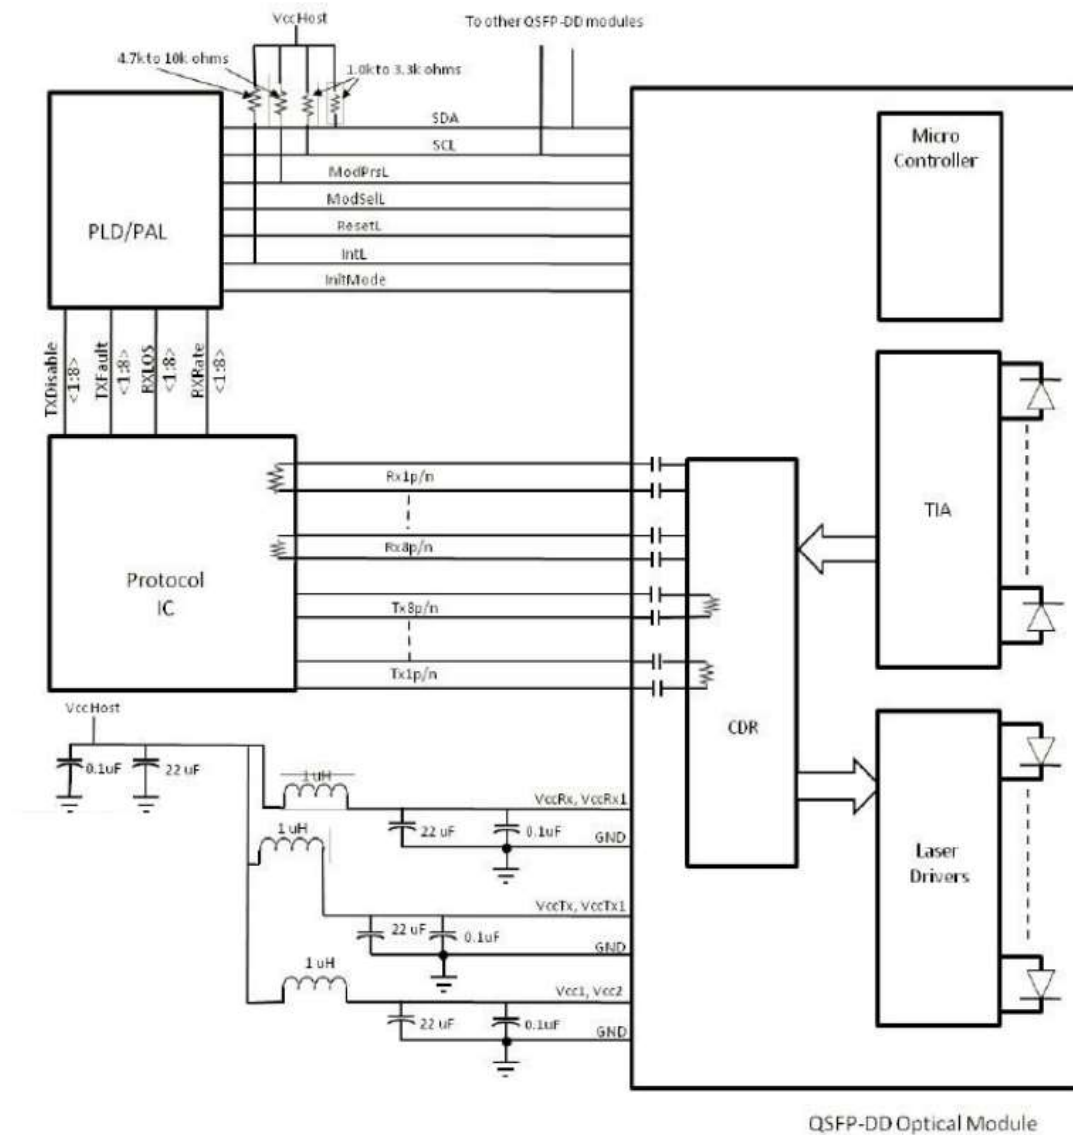 VccHost
To other QSFP-DD modules
4.7k to 10k ohms
1.0k to 3.3k ohms
SDA
SCL
ModPrsL
ModSelL
ResetL
IntL
InitMode
PLD/PAL
Micro
Controller
TXDisable
<1:8>
TXFault
<1:8>
RXLOS
<1:8>
RXRate
<1:8>
Rx1p/n
Rx8p/n
Tx8p/n
Tx1p/n
Protocol
IC
TIA
CDR
Laser
Drivers
VccHost
0.1uF
22 uF
1 uH
VccRx, VccRx1
22 uF
0.1uF
GND
1 uH
VccTx, VccTx1
22 uF
0.1uF
GND
1 uH
Vcc1, Vcc2
22 uF
0.1uF
GND
QSFP-DD Optical Module